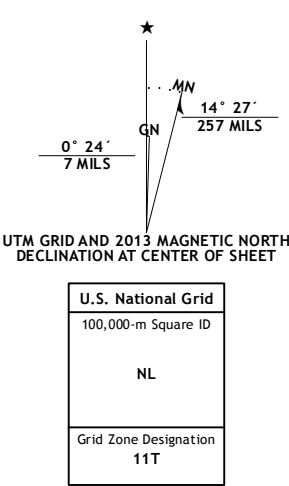 ★
MN
GN
0° 24´
7 MILS
14° 27´
257 MILS
UTM GRID AND 2013 MAGNETIC NORTH
DECLINATION AT CENTER OF SHEET
U.S. National Grid
100,000-m Square ID
NL
Grid Zone Designation
11T